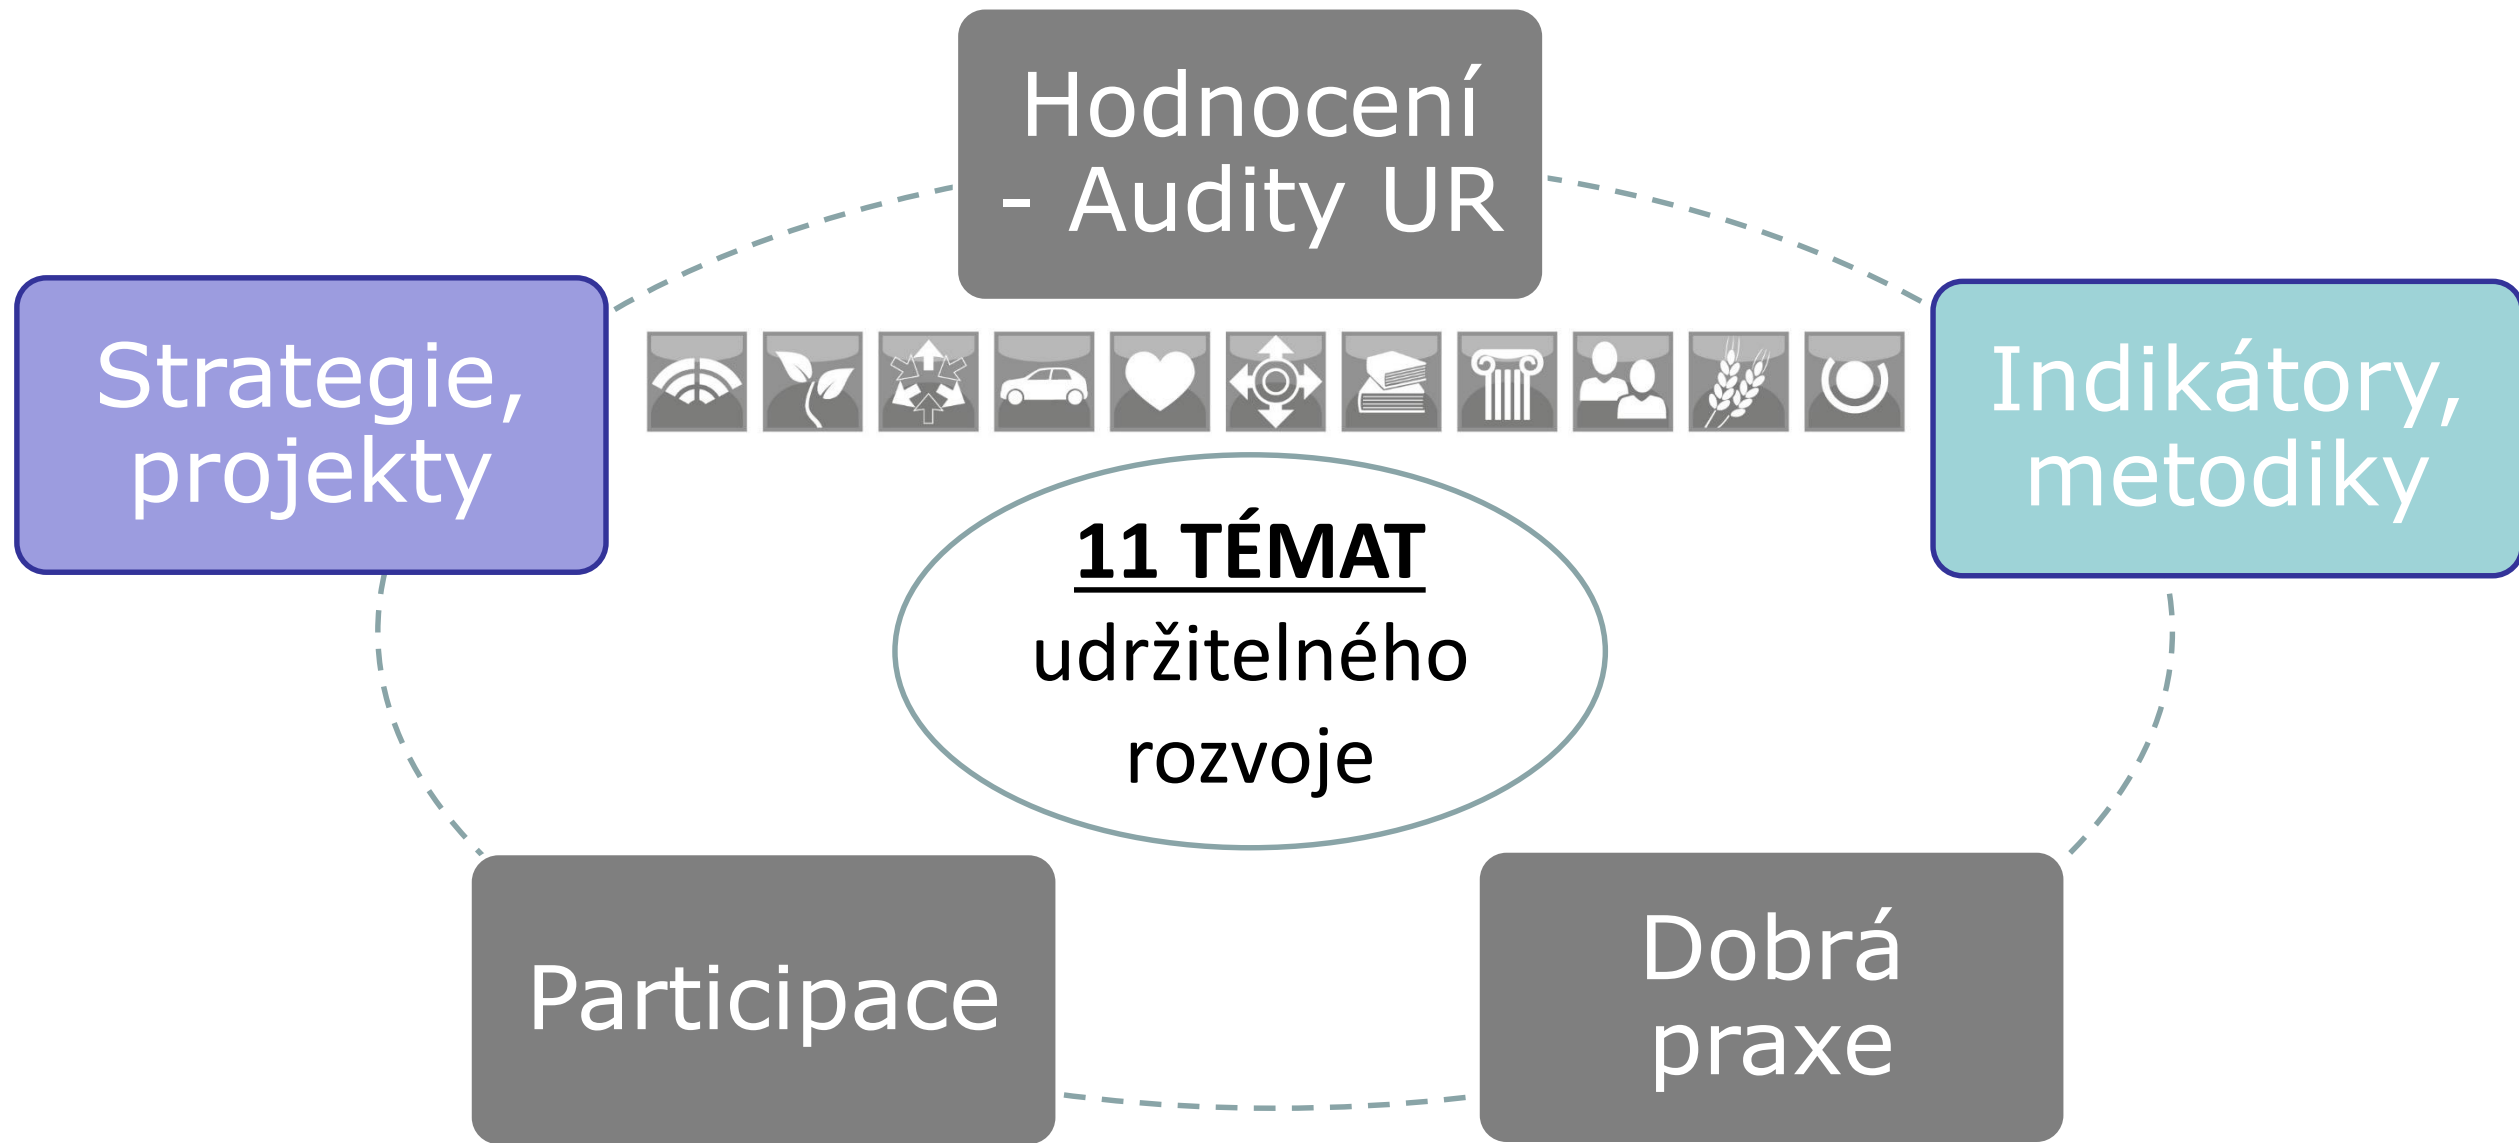 Hodnocení
- Audity UR
Strategie,
projekty
Indikátory,
metodiky
11 TÉMAT
udržitelného
rozvoje
Participace
Dobrá
praxe